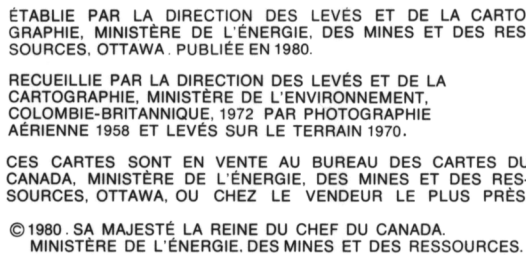 ÉTABLIE PAR LA DIRECTION DES LEVÉS ET DE LA CARTO
GRAPHIE, MINISTÈRE DE L'ÉNERGIE, DES MINES ET DES RES
SOURCES, OTTAWA. PUBLIÉE EN 1980.
RECUEILLIE PAR LA DIRECTION DES LEVÉS ET DE LA
CARTOGRAPHIE, MINISTÈRE DE L'ENVIRONNEMENT,
COLOMBIE-BRITANNIQUE, 1972 PAR PHOTOGRAPHIE
AÉRIENNE 1958 ET LEVÉS SUR LE TERRAIN 1970.
CES CARTES SONT EN VENTE AU BUREAU DES CARTES DU
CANADA, MINISTÈRE DE L'ÉNERGIE, DES MINES ET DES RES-
SOURCES, OTTAWA, OU CHEZ LE VENDEUR LE PLUS PRÈS
© 1980. SA MAJESTÉ LA REINE DU CHEF DU CANADA.
MINISTÈRE DE L'ÉNERGIE, DES MINES ET DES RESSOURCES.